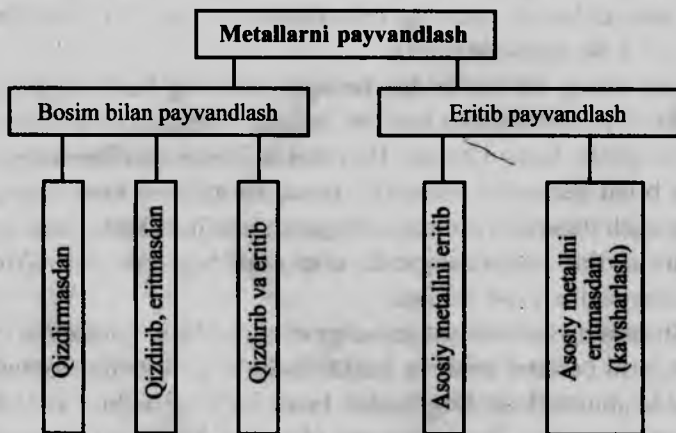 Metallarni payvandlash
Bosim bilan payvandlash
Eritib payvandlash
Qizdirmasdan
Qizdirib, eritmasdan
Qizdirib va eritib
Asosiy metallni eritib
Asosiy metallni
eritmasdan
(kavsharlash)